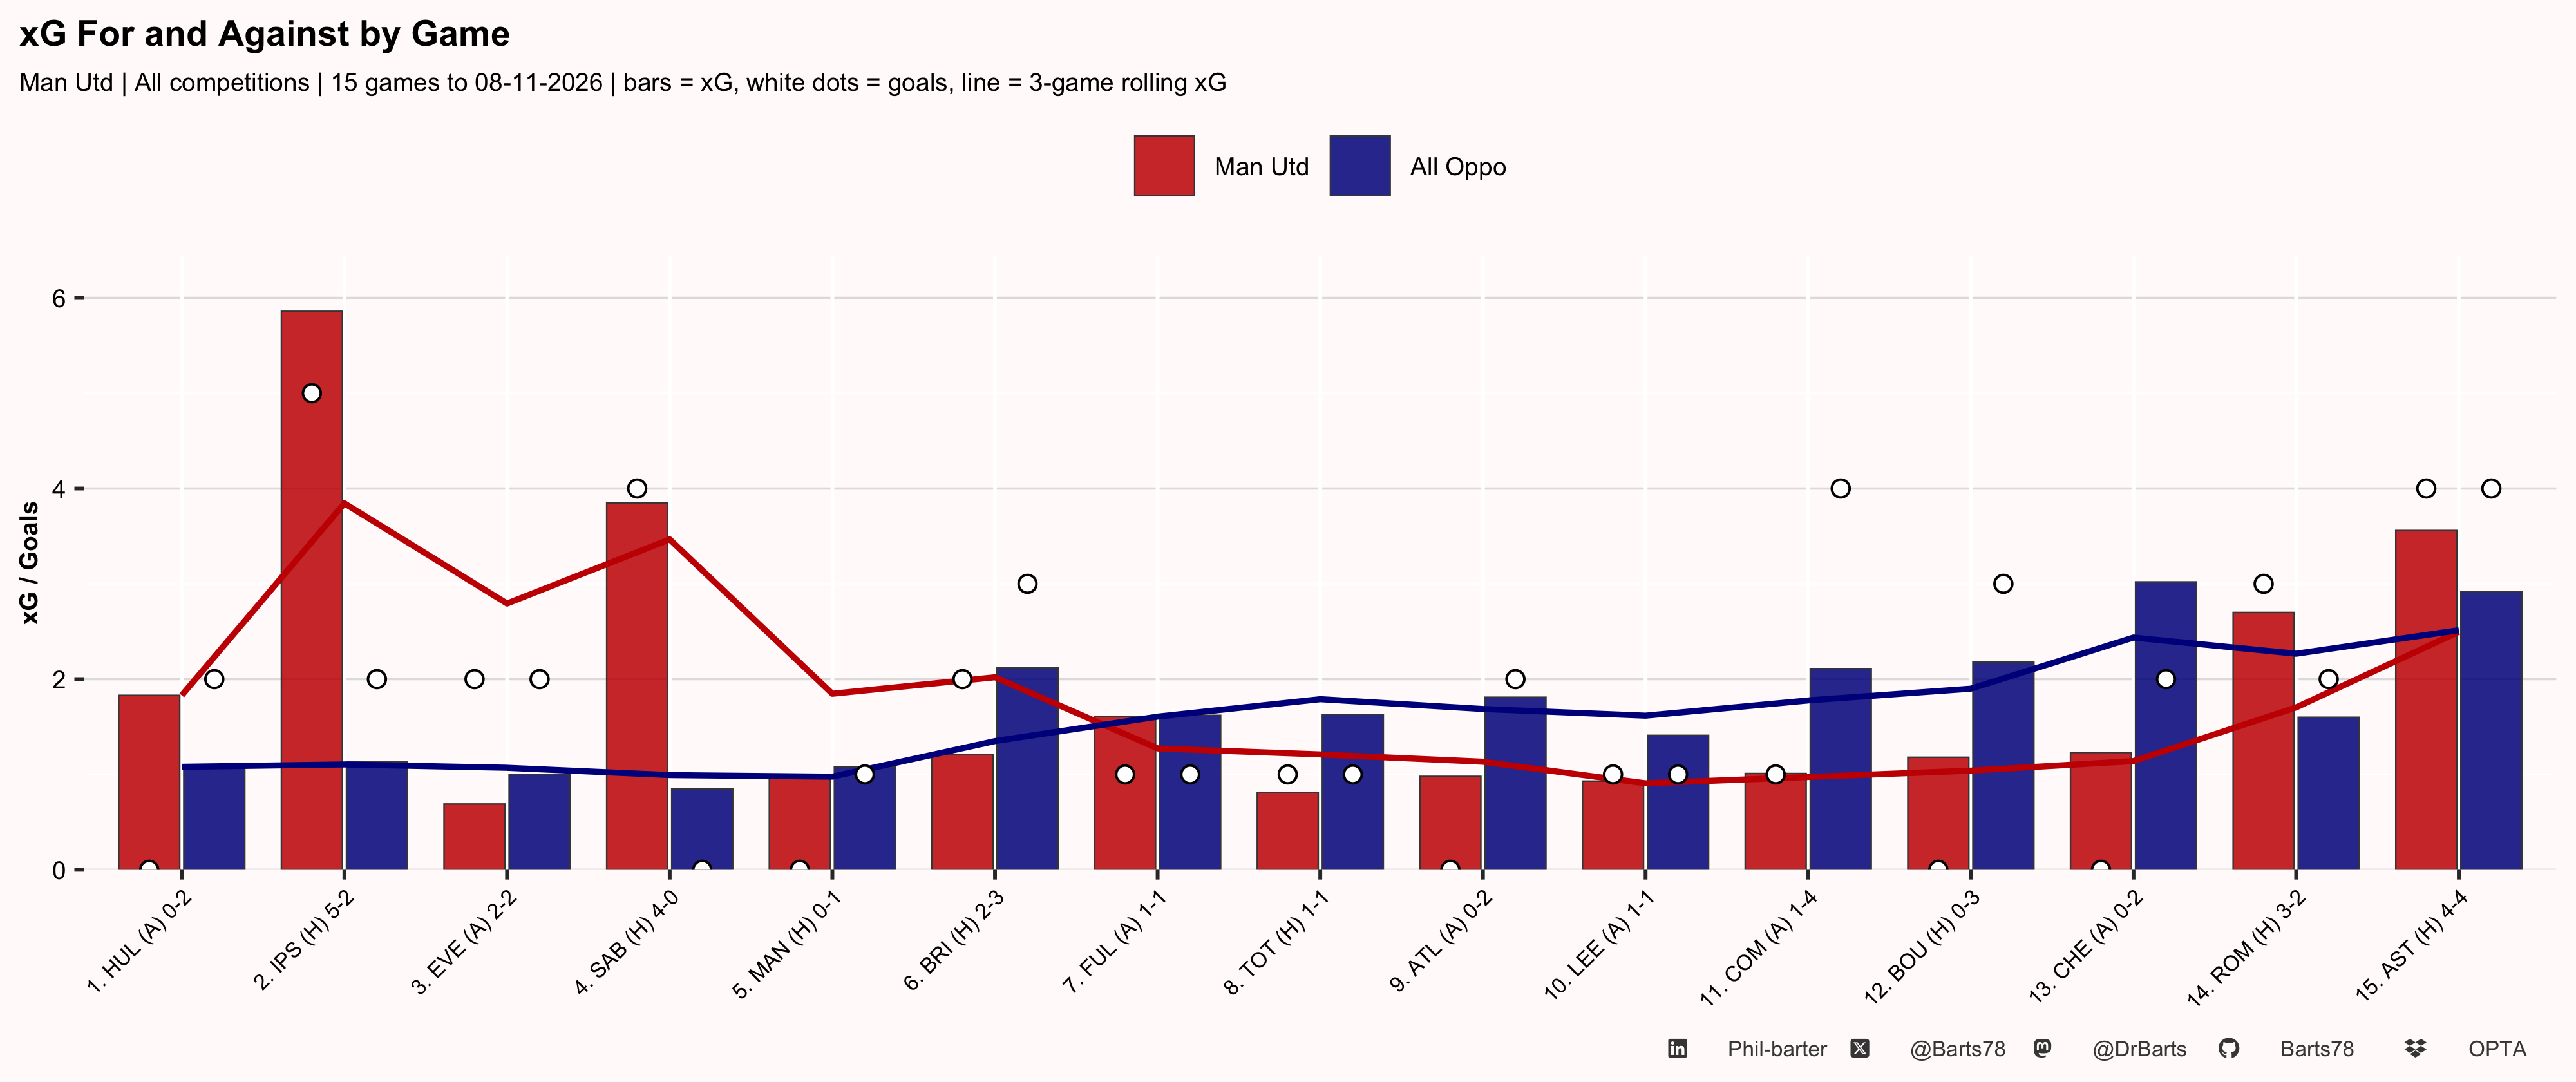 xG For and Against by Game
Man Utd | All competitions | 15 games to 08-11-2026 | bars = xG, white dots = goals, line = 3-game rolling xG
Man Utd
All Oppo
xG / Goals
6
4
2
0
1. HUL (A) 0-2
2. IPS (H) 5-2
3. EVE (A) 2-2
4. SAB (H) 4-0
5. MAN (H) 0-1
6. BRI (H) 2-3
7. FUL (A) 1-1
8. TOT (H) 1-1
9. ATL (A) 0-2
10. LEE (A) 1-1
11. COM (A) 1-4
12. BOU (H) 0-3
13. CHE (A) 0-2
14. ROM (H) 3-2
15. AST (H) 4-4
Phil-barter @Barts78 @DrBarts Barts78 OPTA